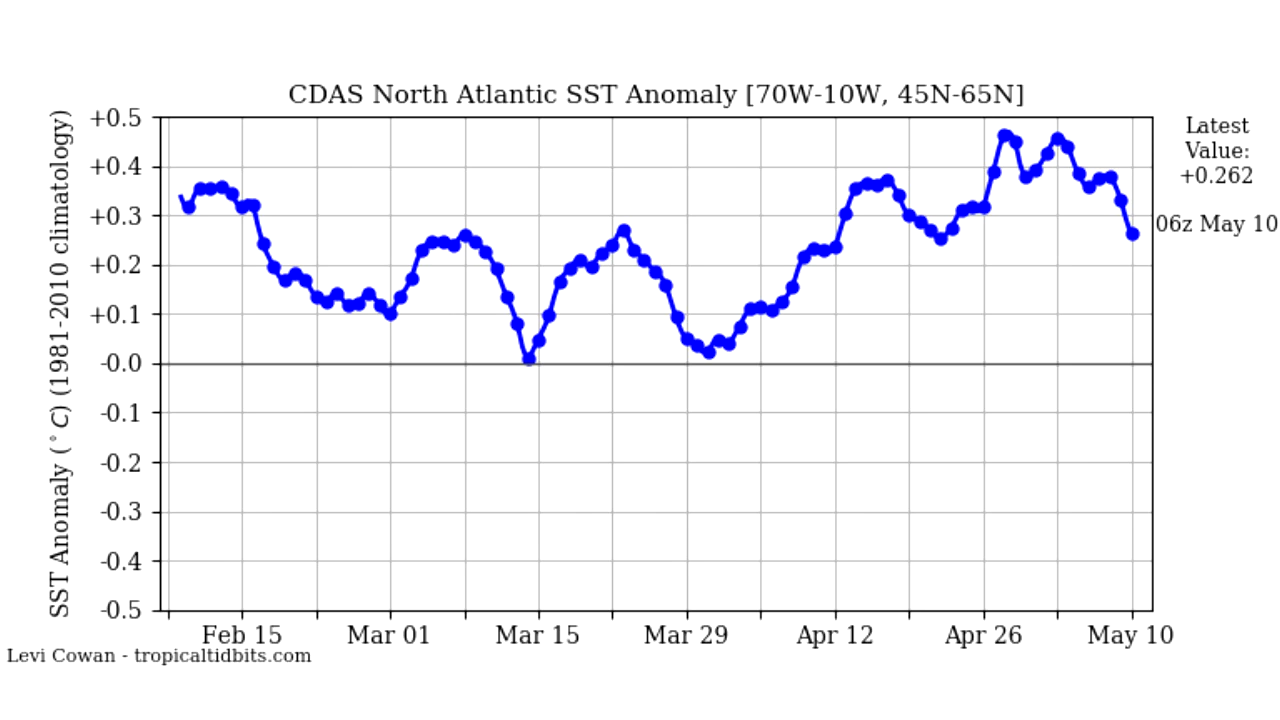 CDAS North Atlantic SST Anomaly [70W-10W, 45N-65N]
SST Anomaly (°C) (1981-2010 climatology)
+0.5
+0.4
+0.3
+0.2
+0.1
-0.0
-0.1
-0.2
-0.3
-0.4
-0.5
Latest
Value:
+0.262
06z May 10
Feb 15
Mar 01
Mar 15
Mar 29
Apr 12
Apr 26
May 10
Levi Cowan - tropicaltidbits.com